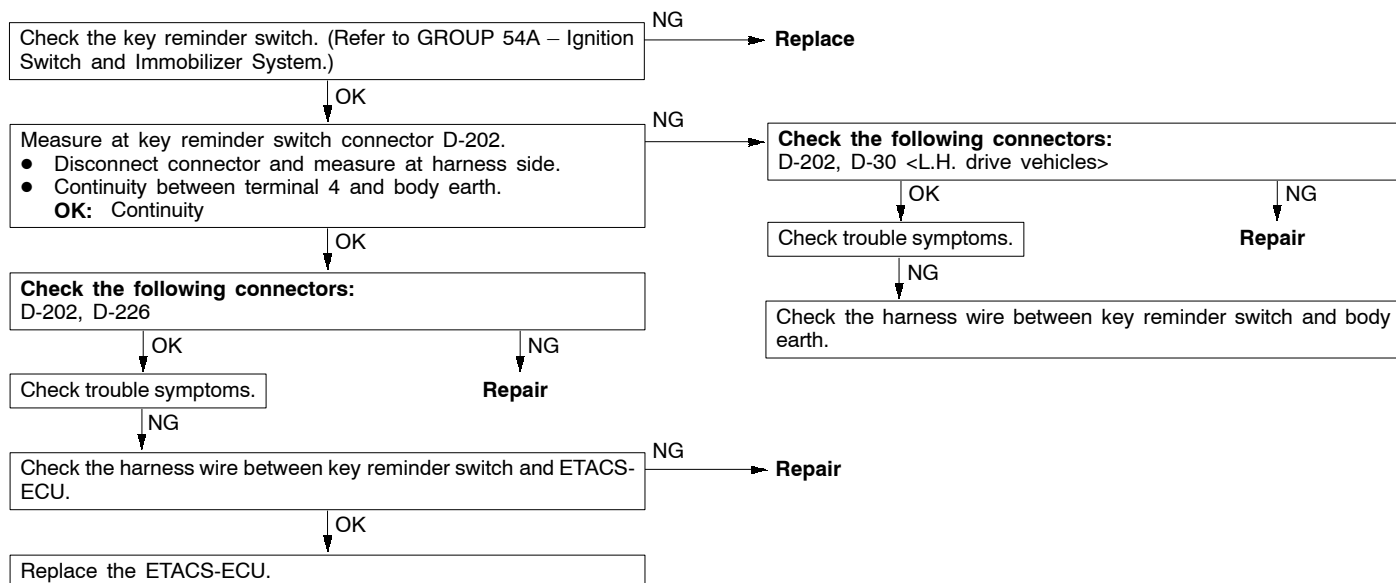 Check the key reminder switch. (Refer to GROUP 54A – Ignition
Switch and Immobilizer System.)
NG
Replace
OK
Measure at key reminder switch connector D-202.
● Disconnect connector and measure at harness side.
● Continuity between terminal 4 and body earth.
OK: Continuity
NG
Check the following connectors:
D-202, D-30 <L.H. drive vehicles>
OK
NG
Check trouble symptoms.
Repair
NG
Check the harness wire between key reminder switch and body
earth.
OK
Check the following connectors:
D-202, D-226
OK
NG
Check trouble symptoms.
Repair
NG
Check the harness wire between key reminder switch and ETACS-
ECU.
NG
Repair
OK
Replace the ETACS-ECU.